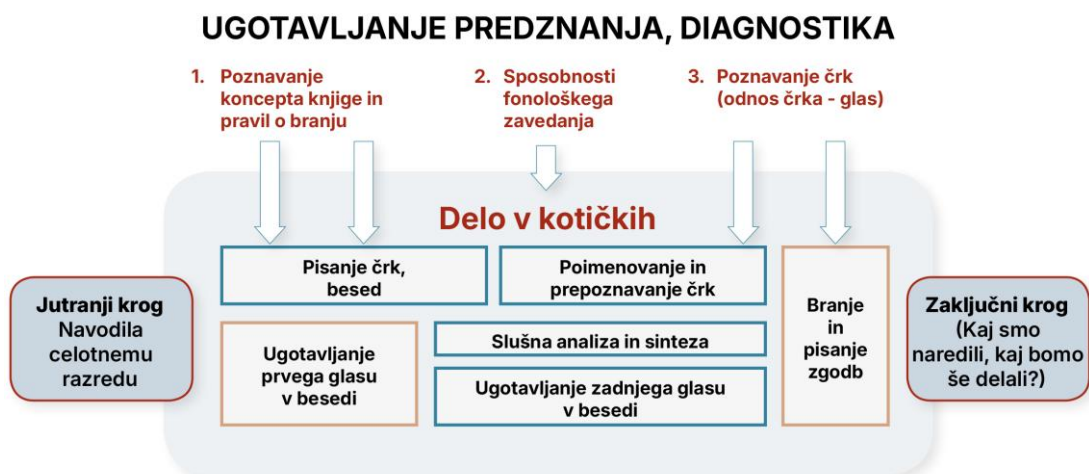 UGOTAVLJANJE PREDZNANJA, DIAGNOSTIKA
1. Poznavanje
koncepta knjige in
pravil o branju
2. Sposobnosti
fonološkega
zavedanja
3. Poznavanje črk
(odnos črka - glas)
Delo v kotičkih
Jutranji krog
Navodila
celotnemu
razredu
Pisanje črk,
besed
Poimenovanje in
prepoznavanje črk
Ugotavljanje
prvega glasu
v besedi
Slušna analiza in sinteza
Ugotavljanje zadnjega glasu
v besedi
Branje
in
pisanje
zgodb
Zaključni krog
(Kaj smo
naredili, kaj bomo
še delali?)